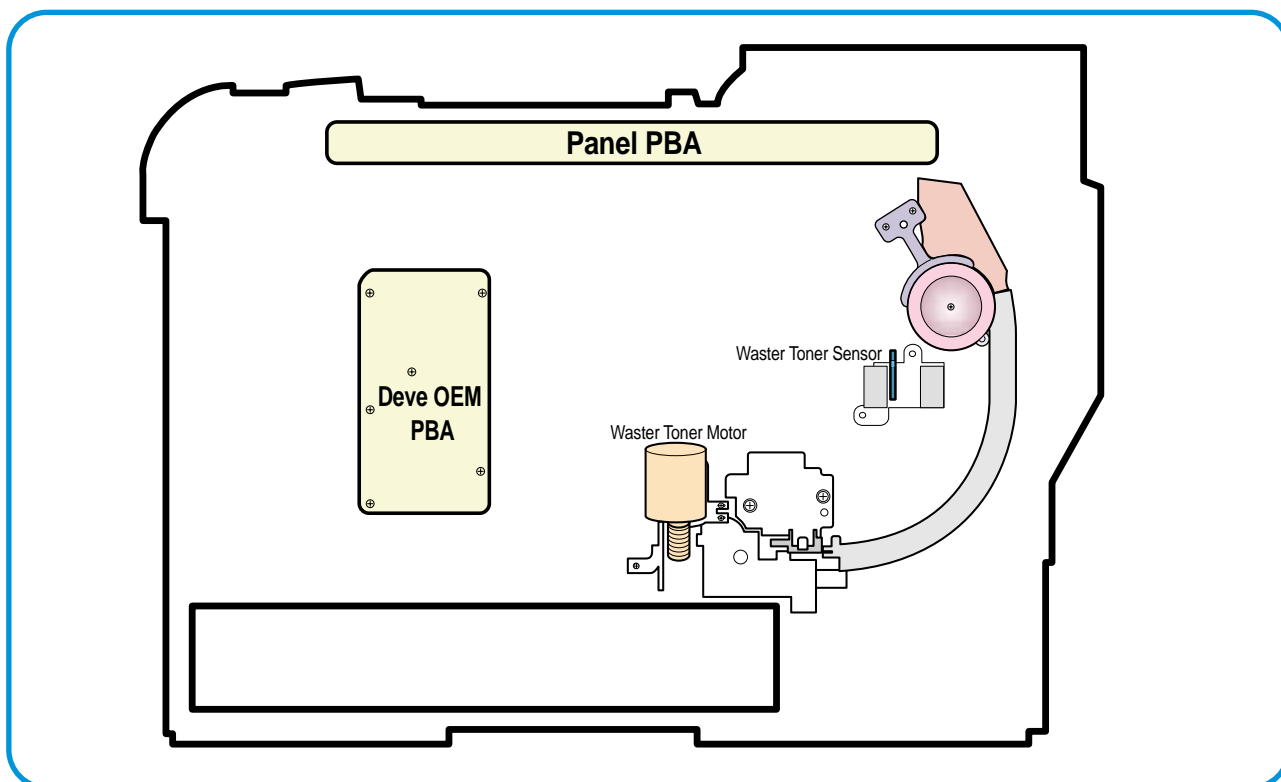 Panel PBA
Waster Toner Sensor
Deve OEM
PBA
Waster Toner Motor